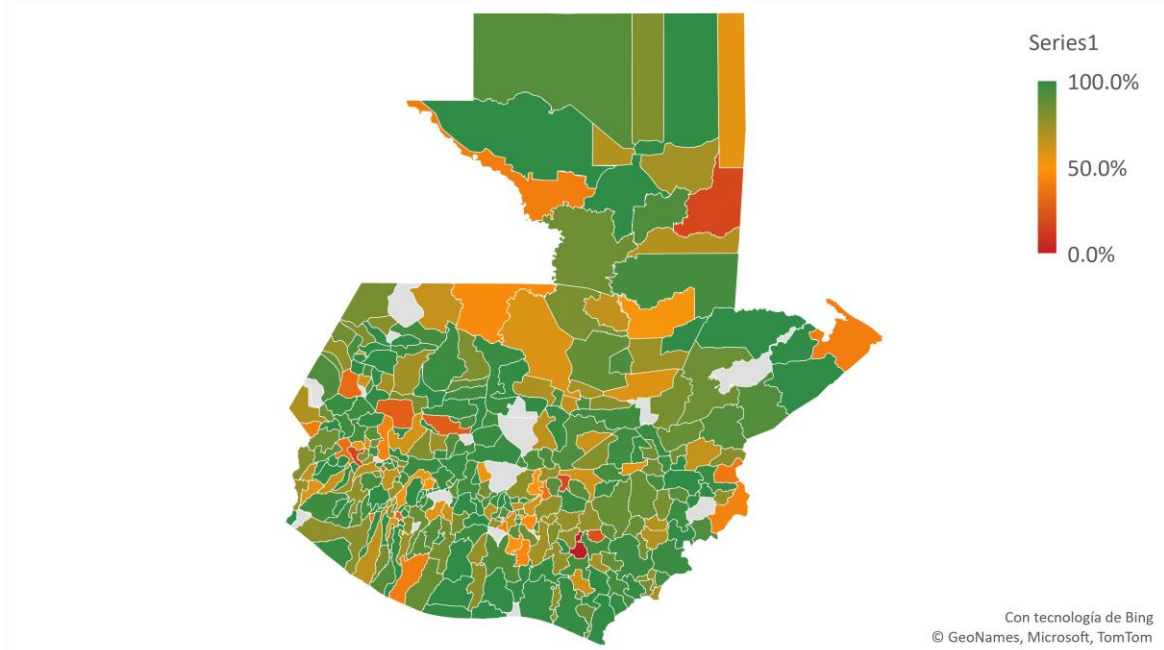 Series1
100.0%
50.0%
0.0%
Con tecnología de Bing
© GeoNames, Microsoft, TomTom